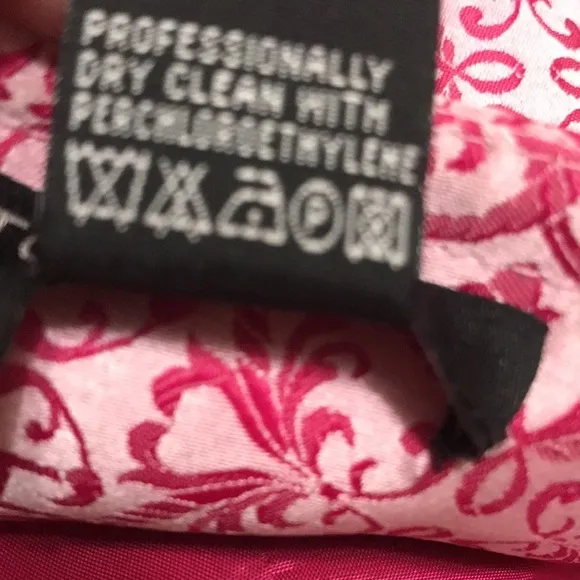 PROFESSIONALLY
DRY CLEAN WITH
PERCHLOROETHYLENE
P